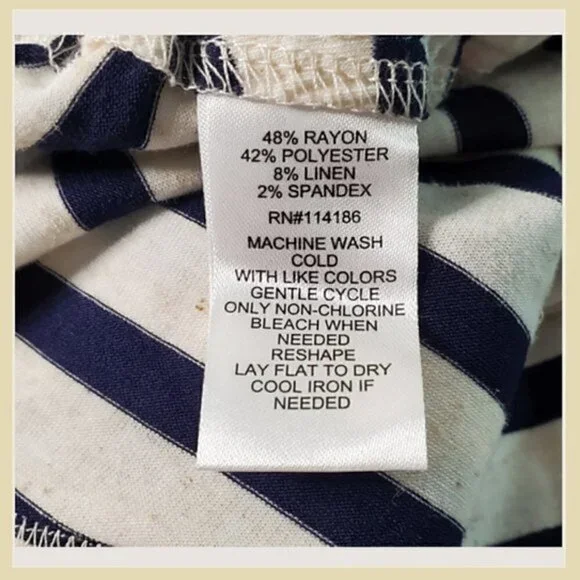 48% RAYON
42% POLYESTER
8% LINEN
2% SPANDEX
RN#114186
MACHINE WASH
COLD
WITH LIKE COLORS
GENTLE CYCLE
ONLY NON-CHLORINE
BLEACH WHEN
NEEDED
RESHAPE
LAY FLAT TO DRY
COOL IRON IF
NEEDED